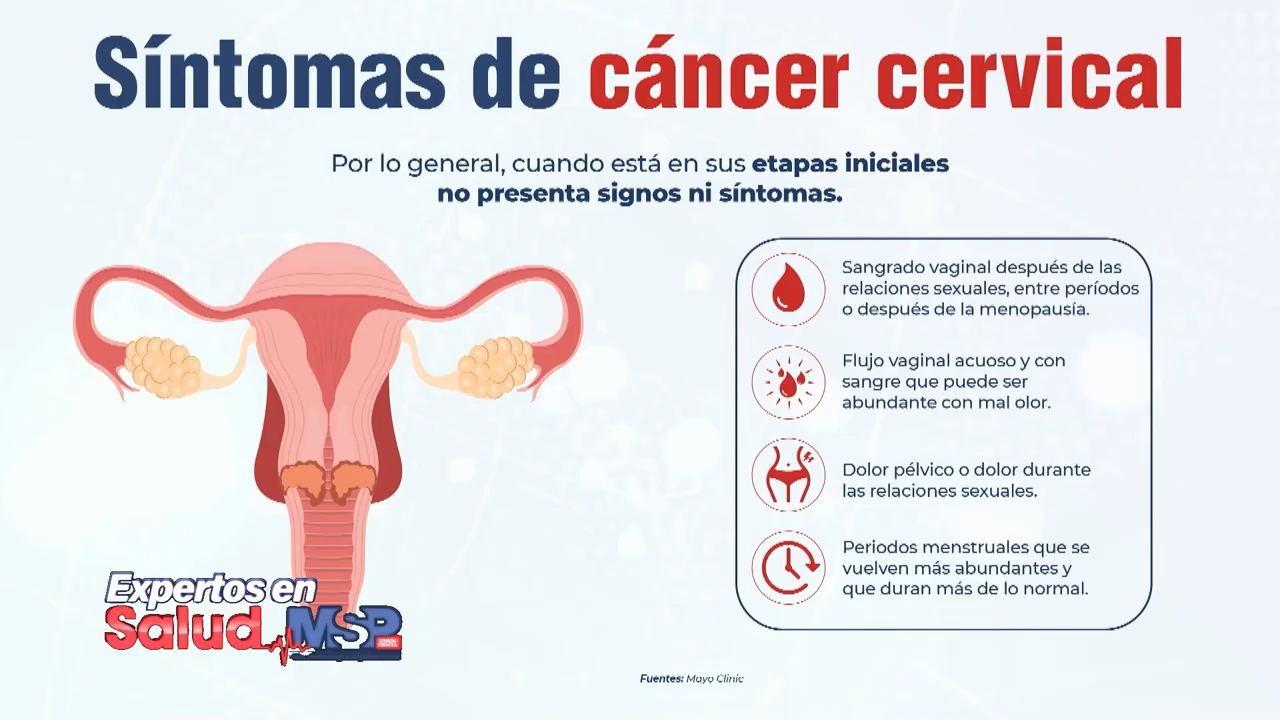 Síntomas de cáncer cervical
Por lo general, cuando está en sus etapas iniciales
no presenta signos ni síntomas.
Sangrado vaginal después de las
relaciones sexuales, entre períodos
o después de la menopausía.
Flujo vaginal acuoso y con
sangre que puede ser
abundante con mal olor.
Dolor pélvico o dolor durante
las relaciones sexuales.
Periodos menstruales que se
vuelven más abundantes y
que duran más de lo normal.
Expertos en
Salud
MSP
SOMOS
CIENCIA
Fuentes: Mayo Clinic